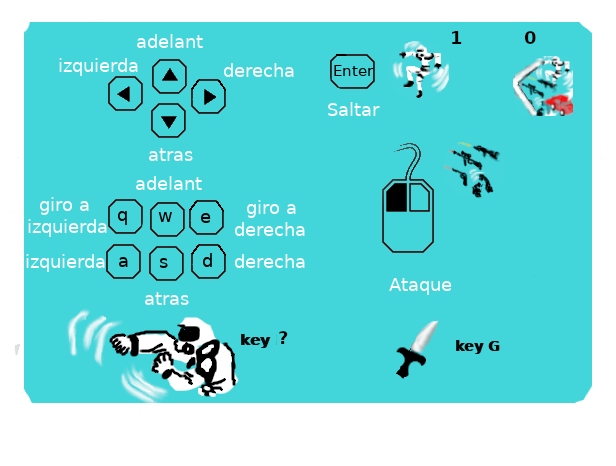 adelant
izquierda
derecha
atras
Enter
1
0
Saltar
adelant
giro a
izquierda
q
w
e
giro a
derecha
izquierda
a
s
d
derecha
atras
Ataque
key ?
key G